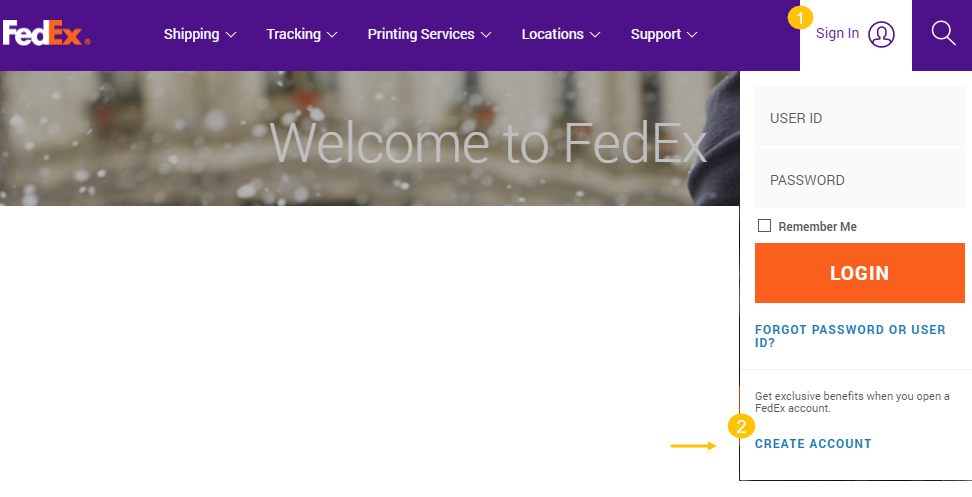 FedEx® Shipping Tracking Printing Services Locations Support 1 Sign In
Welcome to FedEx
USER ID
PASSWORD
Remember Me
LOGIN
FORGOT PASSWORD OR USER
ID?
Get exclusive benefits when you open a
FedEx account.
2
CREATE ACCOUNT